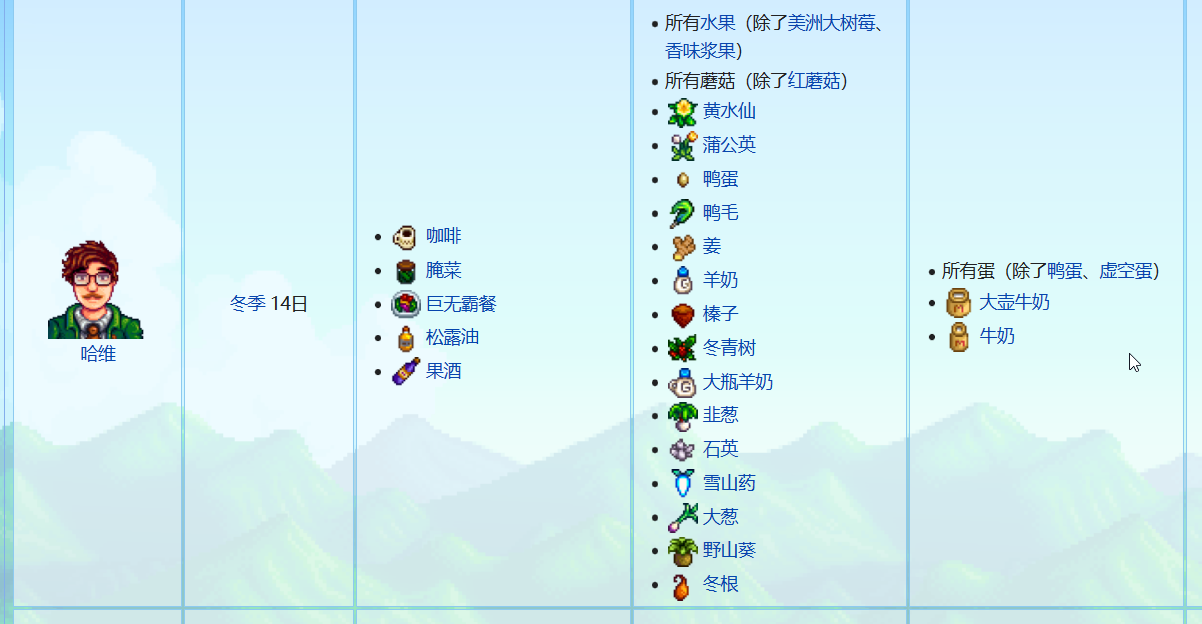 哈维
冬季 14日
咖啡
腌菜
巨无霸餐
松露油
果酒
所有水果（除了美洲大树莓、
香味浆果）
所有蘑菇（除了红蘑菇）
黄水仙
蒲公英
鸭蛋
鸭毛
姜
羊奶
榛子
冬青树
大瓶羊奶
韭葱
石英
雪山药
大葱
野山葵
冬根
所有蛋（除了鸭蛋、虚空蛋）
大壶牛奶
牛奶